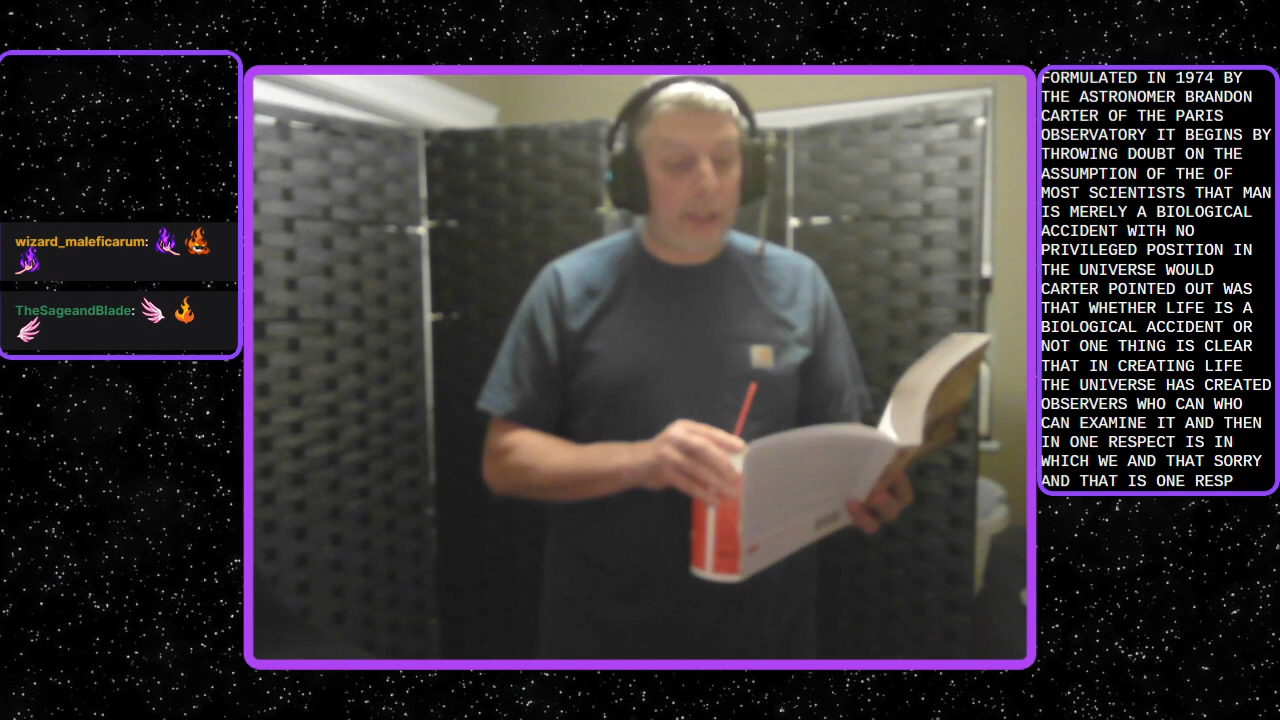 wizard_maleficarum:
TheSageandBlade:
FORMULATED IN 1974 BY
THE ASTRONOMER BRANDON
CARTER OF THE PARIS
OBSERVATORY IT BEGINS BY
THROWING DOUBT ON THE
ASSUMPTION OF THE OF
MOST SCIENTISTS THAT MAN
IS MERELY A BIOLOGICAL
ACCIDENT WITH NO
PRIVILEGED POSITION IN
THE UNIVERSE WOULD
CARTER POINTED OUT WAS
THAT WHETHER LIFE IS A
BIOLOGICAL ACCIDENT OR
NOT ONE THING IS CLEAR
THAT IN CREATING LIFE
THE UNIVERSE HAS CREATED
OBSERVERS WHO CAN WHO
CAN EXAMINE IT AND THEN
IN ONE RESPECT IS IN
WHICH WE AND THAT SORRY
AND THAT IS ONE RESP